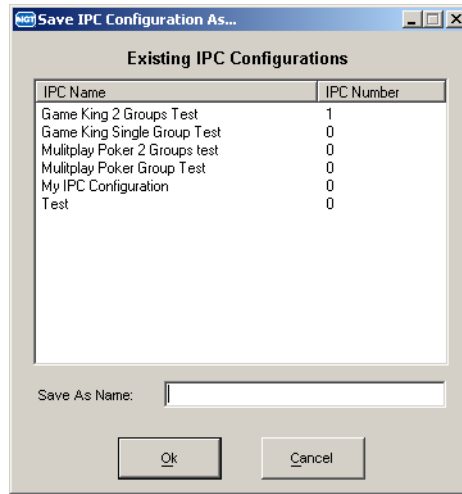 IGT Save IPC Configuration As...
Existing IPC Configurations
IPC Name IPC Number
Game King 2 Groups Test 1
Game King Single Group Test 0
Mulitplay Poker 2 Groups test 0
Mulitplay Poker Group Test 0
My IPC Configuration 0
Test 0
Save As Name:
Ok Cancel